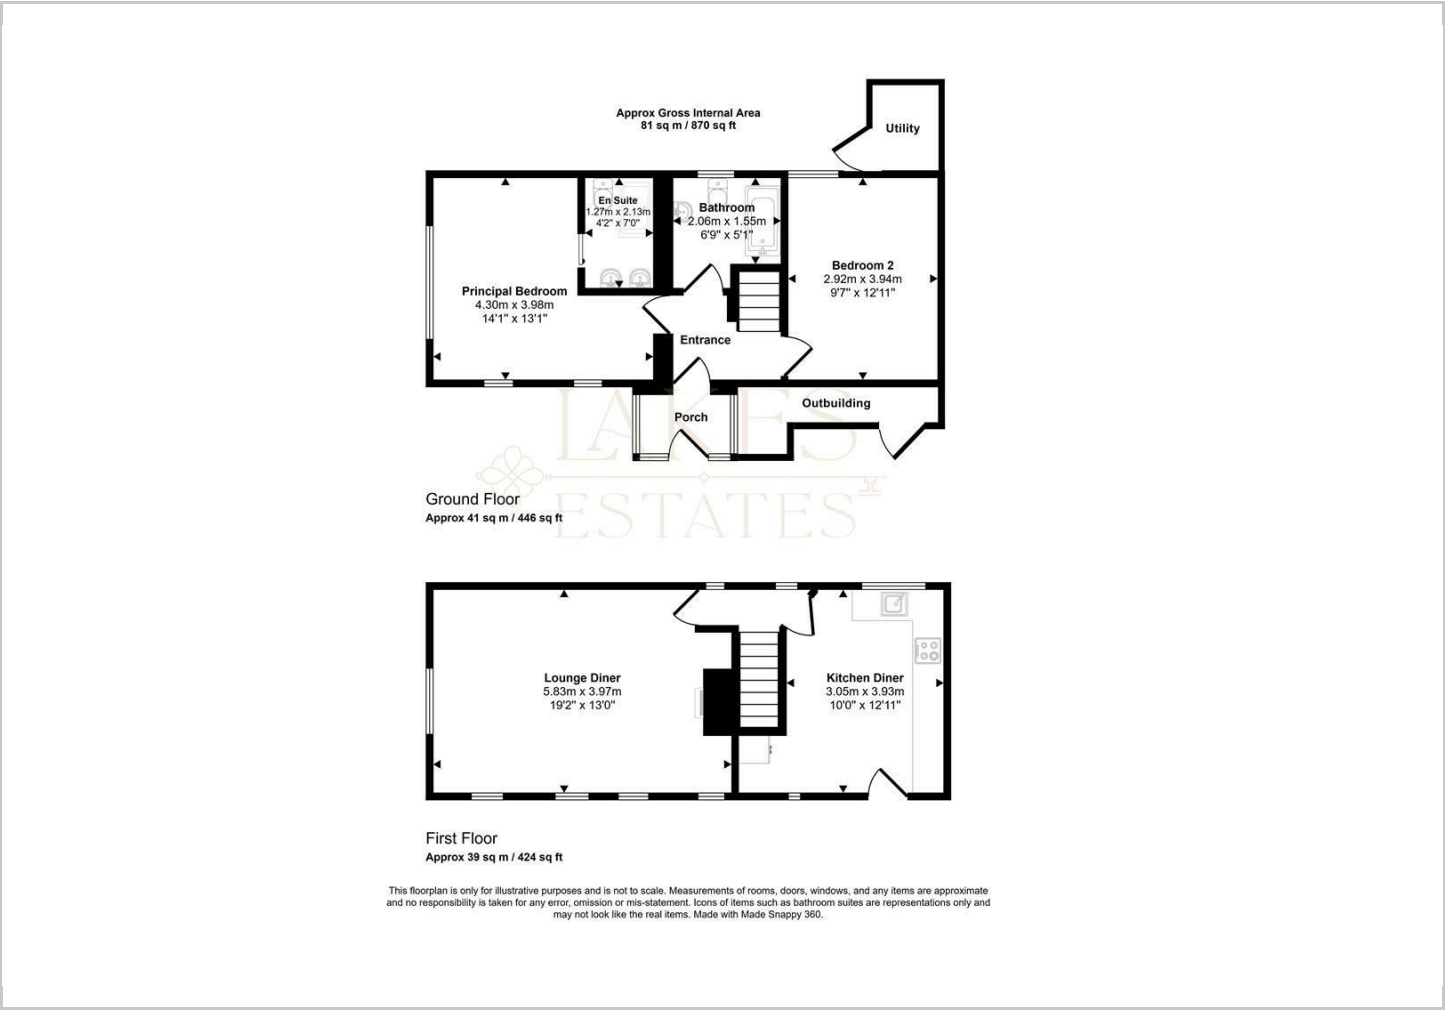 Approx Gross Internal Area
81 sq m / 870 sq ft
Utility
En Suite
1.27m x 2.13m
4'2" x 7'0"
Bathroom
2.06m x 1.55m
6'9" x 5'1"
Bedroom 2
2.92m x 3.94m
9'7" x 12'11"
Principal Bedroom
4.30m x 3.98m
14'1" x 13'1"
Entrance
Porch
Outbuilding
LAKES
ESTATES
Ground Floor
Approx 41 sq m / 446 sq ft
Lounge Diner
5.83m x 3.97m
19'2" x 13'0"
Kitchen Diner
3.05m x 3.93m
10'0" x 12'11"
First Floor
Approx 39 sq m / 424 sq ft
This floorplan is only for illustrative purposes and is not to scale. Measurements of rooms, doors, windows, and any items are approximate
and no responsibility is taken for any error, omission or mis-statement. Icons of items such as bathroom suites are representations only and
may not look like the real items. Made with Made Snappy 360.